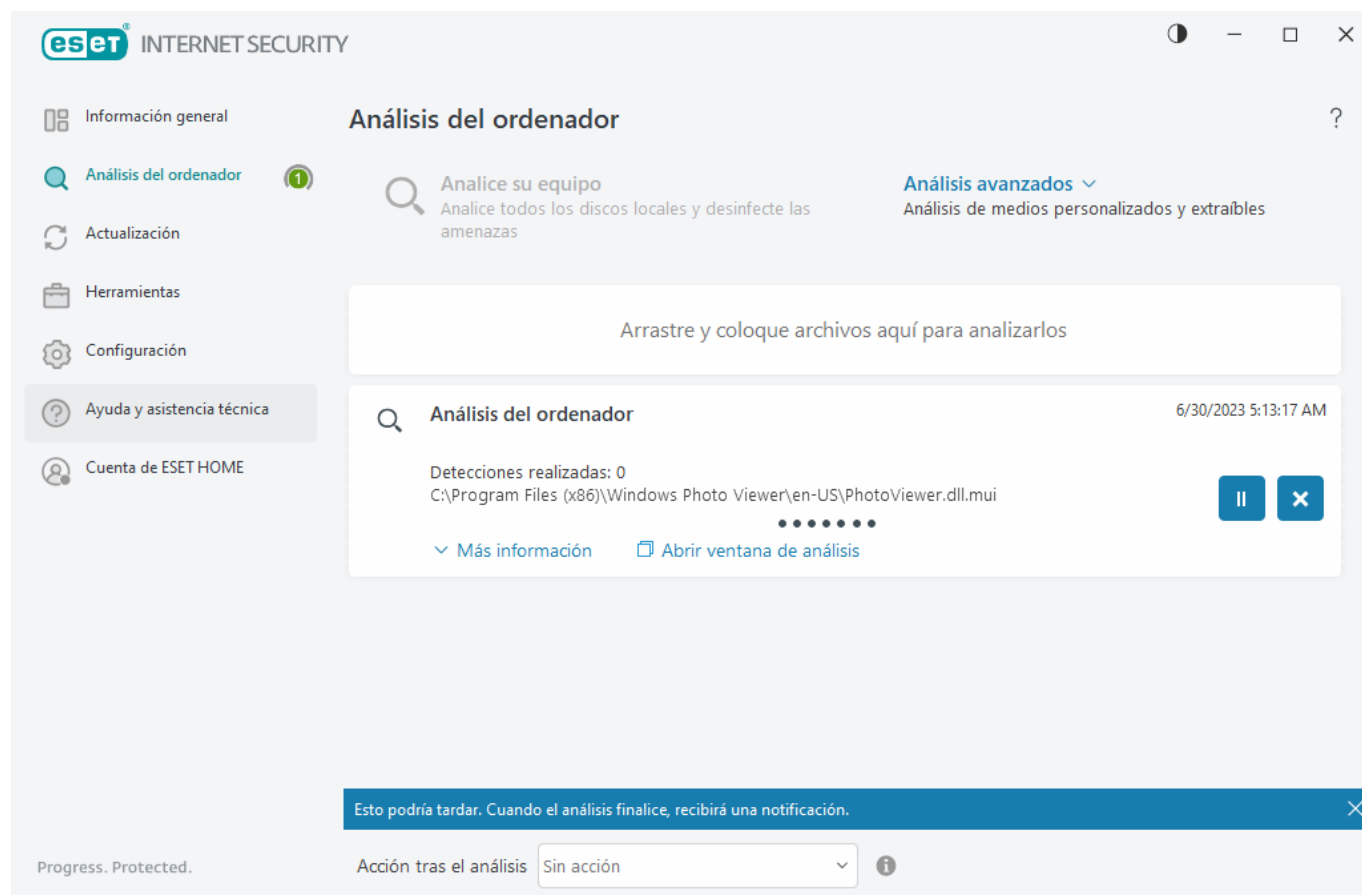 eset INTERNET SECURITY
Información general
Análisis del ordenador
1
Actualización
Herramientas
Configuración
Ayuda y asistencia técnica
Cuenta de ESET HOME
Progress. Protected.
Análisis del ordenador
?
Analice su equipo
Analice todos los discos locales y desinfecte las
amenazas
Análisis avanzados
Análisis de medios personalizados y extraíbles
Arrastre y coloque archivos aquí para analizarlos
Análisis del ordenador
6/30/2023 5:13:17 AM
Detecciones realizadas: 0
C:\Program Files (x86)\Windows Photo Viewer\en-US\PhotoViewer.dll.mui
Más información
Abrir ventana de análisis
Esto podría tardar. Cuando el análisis finalice, recibirá una notificación.
Acción tras el análisis
Sin acción